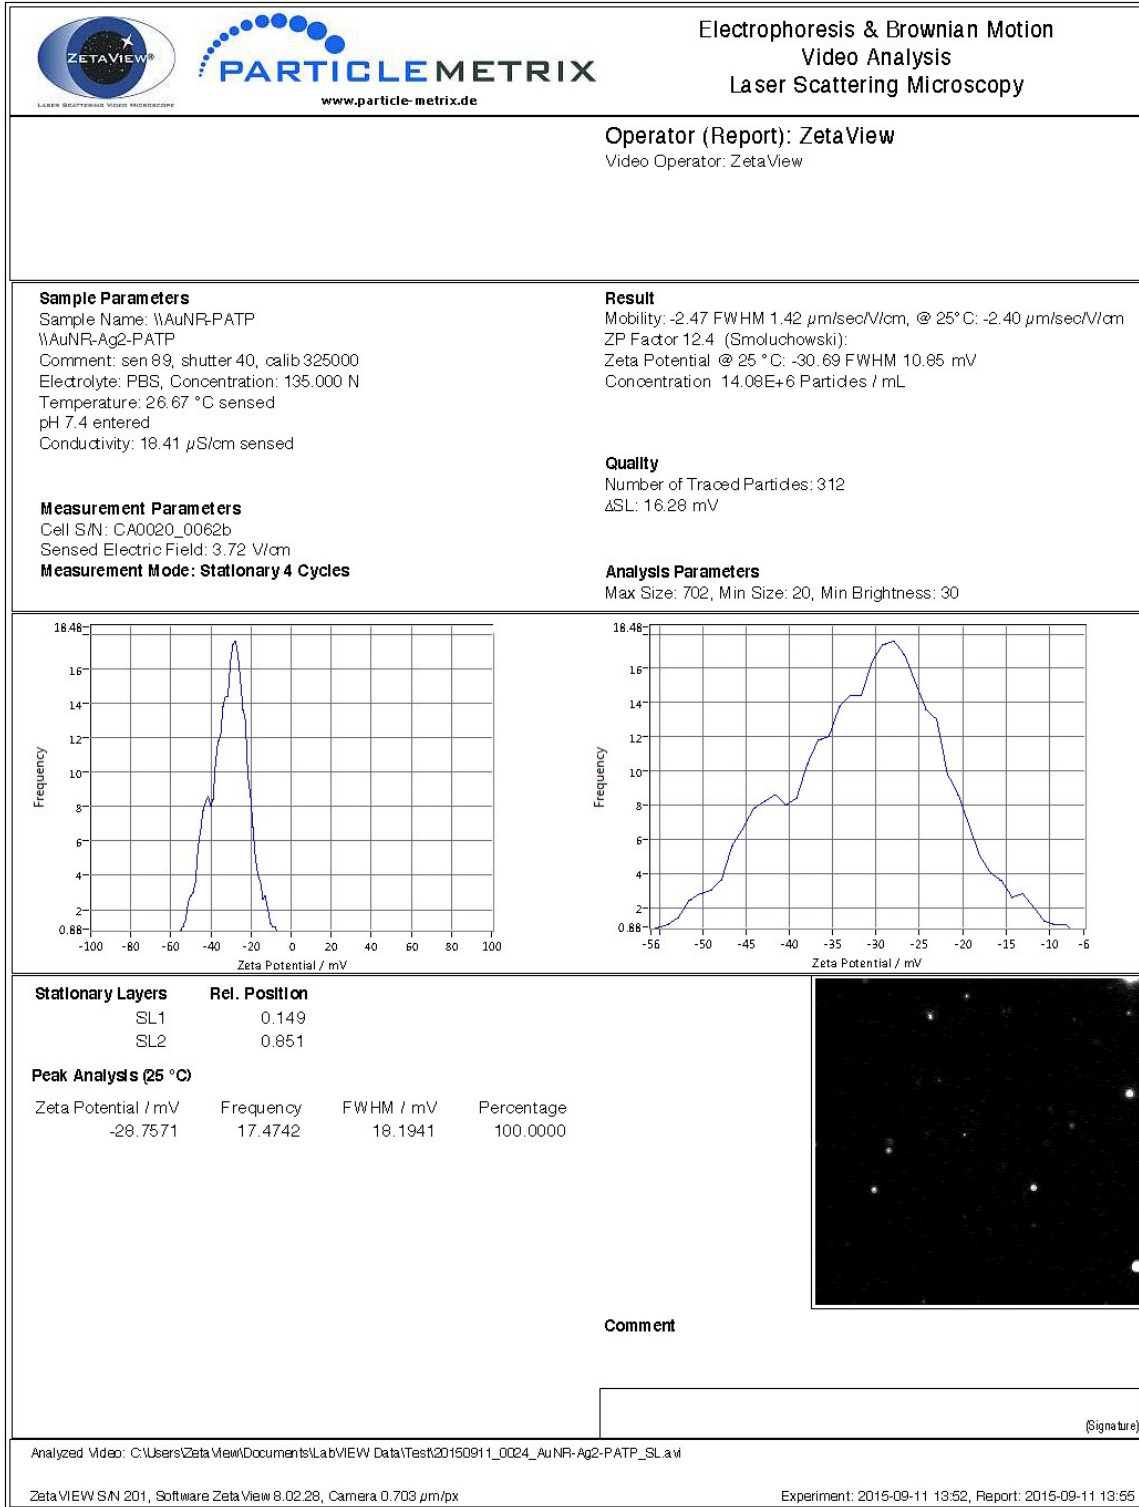 ZETAVIEW®
LASER SCATTERING VIDEO MICROSCOPE
PARTICLEMETRIX
www.particle-metrix.de
Electrophoresis & Brownian Motion
Video Analysis
Laser Scattering Microscopy
Operator (Report): ZetaView
Video Operator: ZetaView
Sample Parameters
Sample Name: \\AuNR-PATP
\\AuNR-Ag2-PATP
Comment: sen 89, shutter 40, calib 325000
Electrolyte: PBS, Concentration: 135.000 N
Temperature: 26.67 °C sensed
pH 7.4 entered
Conductivity: 18.41 µS/cm sensed
Measurement Parameters
Cell S/N: CA0020_0062b
Sensed Electric Field: 3.72 V/cm
Measurement Mode: Stationary 4 Cycles
Result
Mobility: -2.47 FWHM 1.42 µm/sec/V/cm, @ 25°C: -2.40 µm/sec/V/cm
ZP Factor 12.4 (Smoluchowski):
Zeta Potential @ 25 °C: -30.69 FWHM 10.85 mV
Concentration 14.08E+6 Particles / mL
Quality
Number of Traced Particles: 312
ΔSL: 16.28 mV
Analysis Parameters
Max Size: 702, Min Size: 20, Min Brightness: 30
18.48
16
14
12
10
8
6
4
2
0.88
Frequency
-100 -80 -60 -40 -20 0 20 40 60 80 100
Zeta Potential / mV
18.48
16
14
12
10
8
6
4
2
0.88
Frequency
-56 -50 -45 -40 -35 -30 -25 -20 -15 -10 -6
Zeta Potential / mV
Stationary Layers Rel. Position
SL1 0.149
SL2 0.851
Peak Analysis (25 °C)
Zeta Potential / mV Frequency FWHM / mV Percentage
-28.7571 17.4742 18.1941 100.0000
Comment
(Signature)
Analyzed Video: C:\Users\ZetaView\Documents\LabVIEW Data\Test\20150911_0024_AuNR-Ag2-PATP_SL.avi
ZetaVIEW S/N 201, Software ZetaView 8.02.28, Camera 0.703 µm/px
Experiment: 2015-09-11 13:52, Report: 2015-09-11 13:55